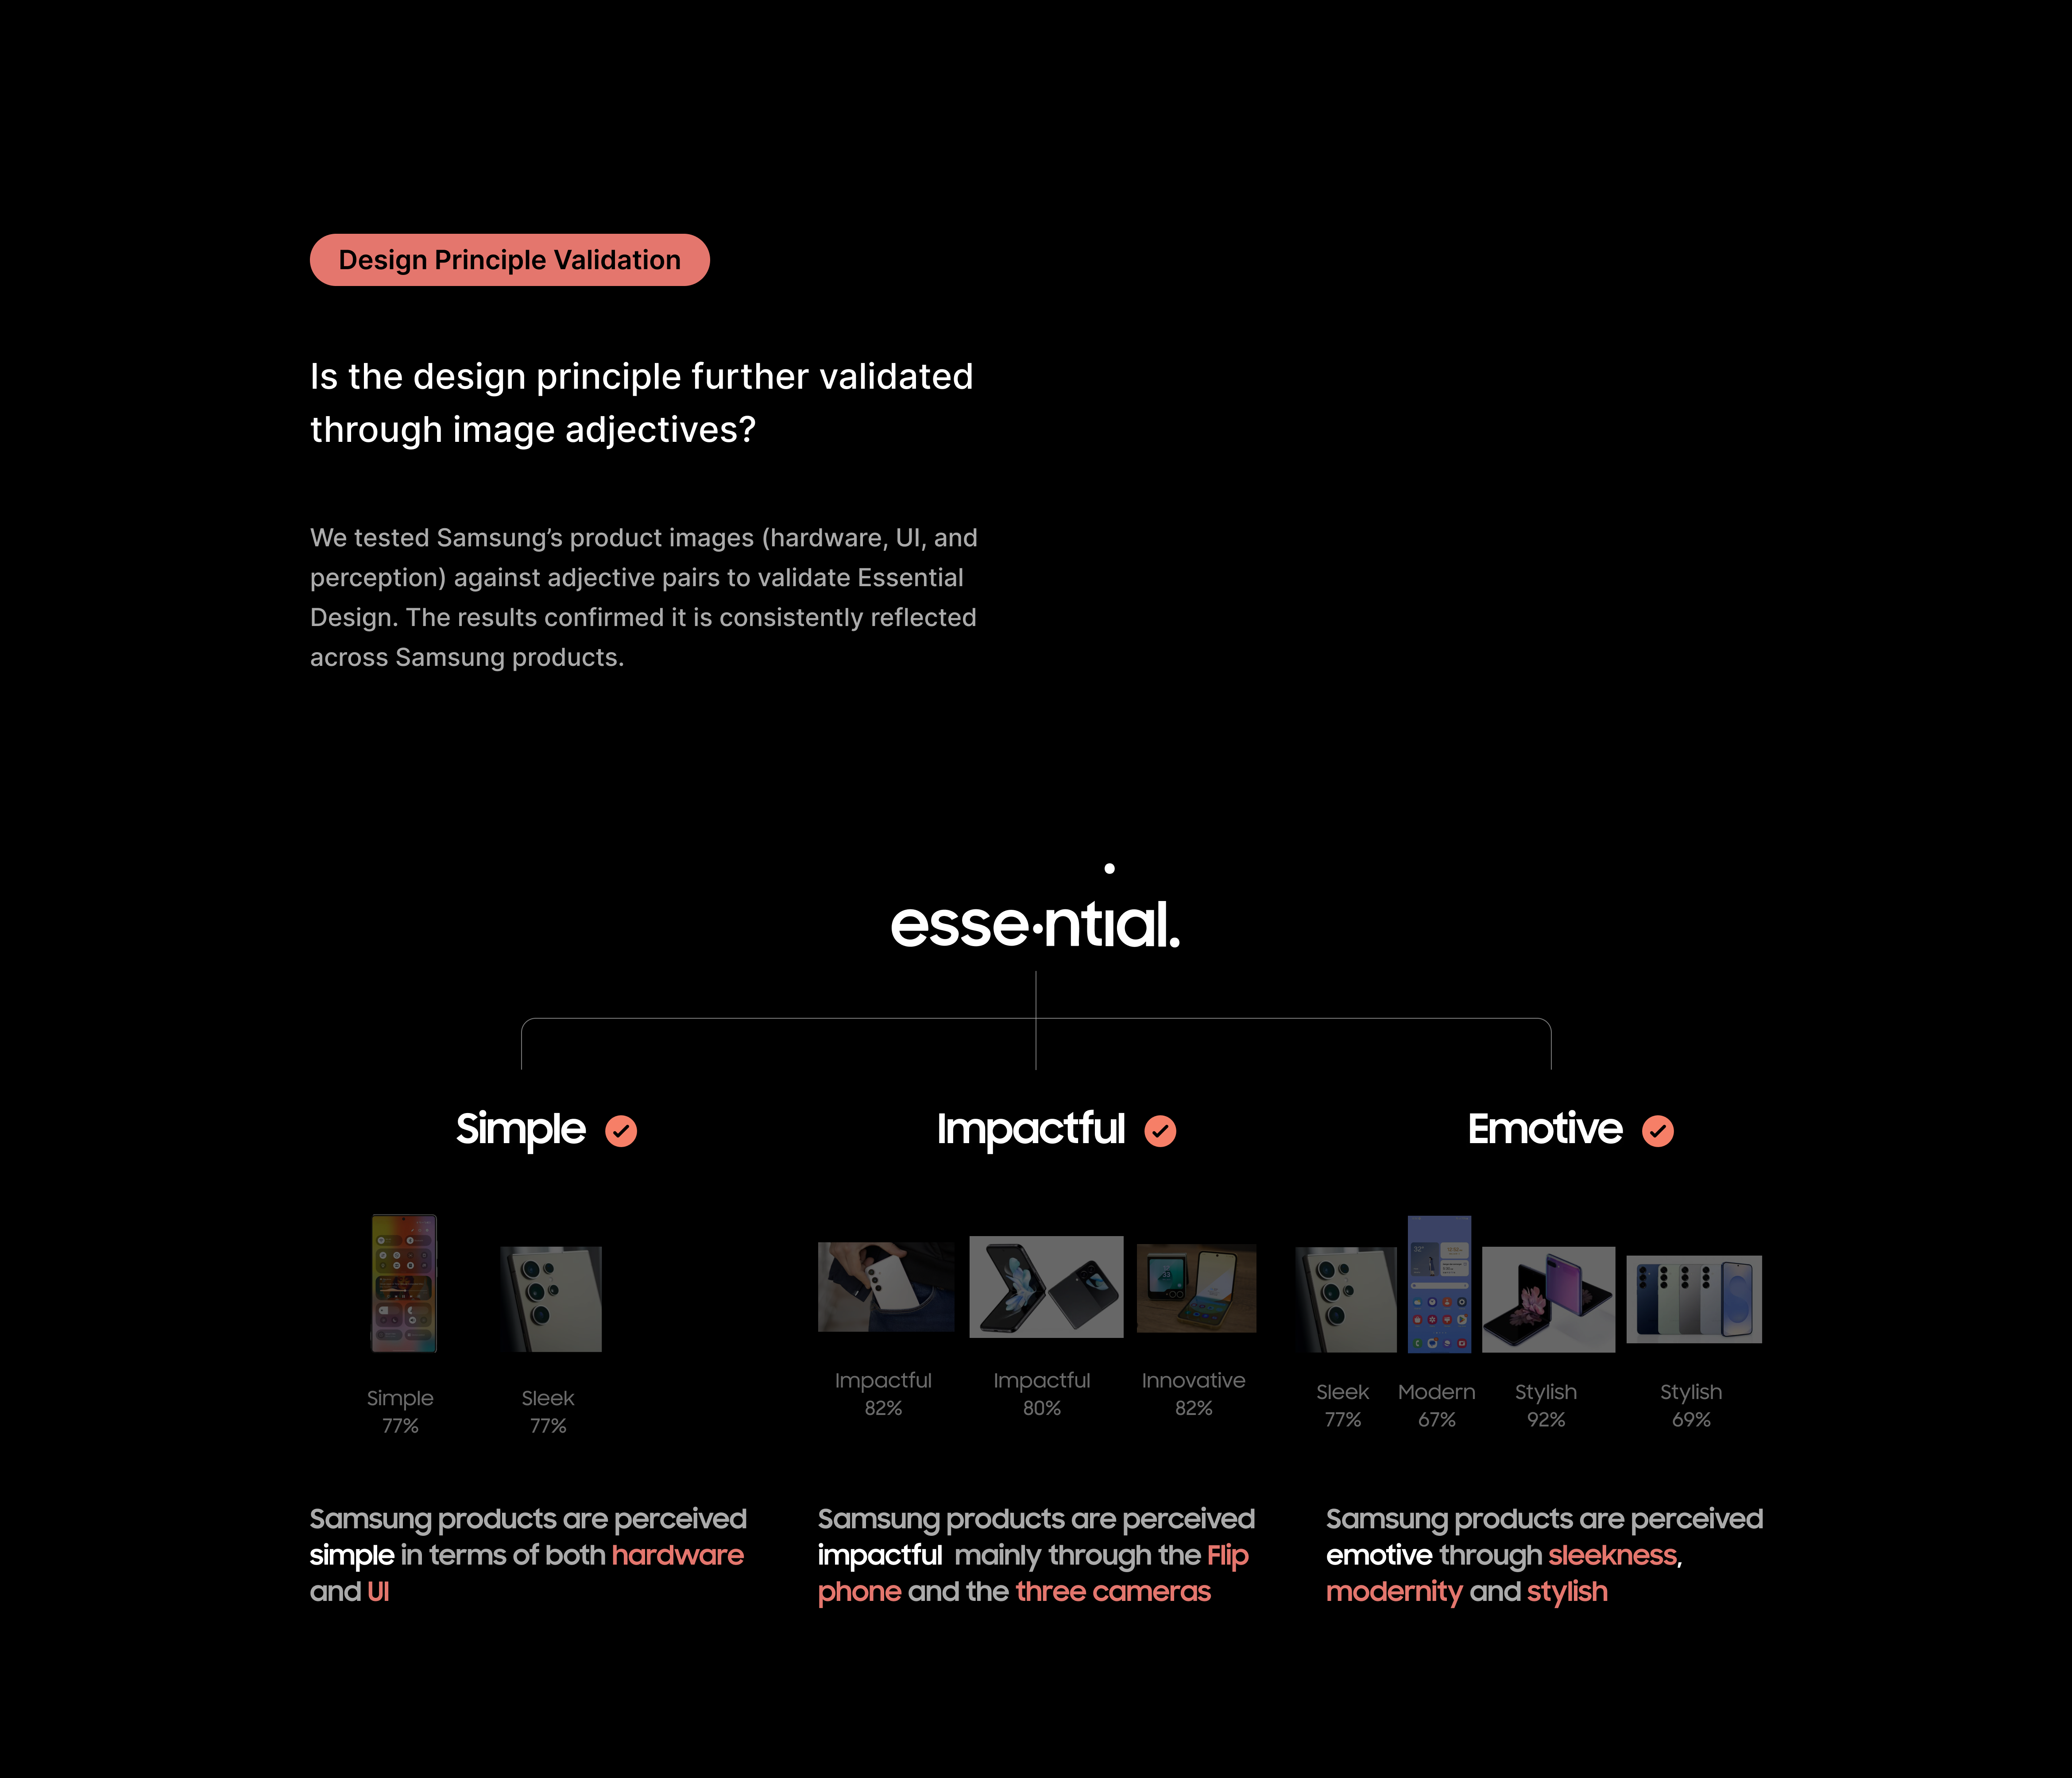 Design Principle Validation
Is the design principle further validated
through image adjectives?
We tested Samsung’s product images (hardware, UI, and
perception) against adjective pairs to validate Essential
Design. The results confirmed it is consistently reflected
across Samsung products.
esse·ntial.
Simple
Impactful
Emotive
Simple
77%
Sleek
77%
Impactful
82%
Impactful
80%
Innovative
82%
Sleek
77%
Modern
67%
Stylish
92%
Stylish
69%
Samsung products are perceived
simple in terms of both hardware
and UI
Samsung products are perceived
impactful mainly through the Flip
phone and the three cameras
Samsung products are perceived
emotive through sleekness,
modernity and stylish